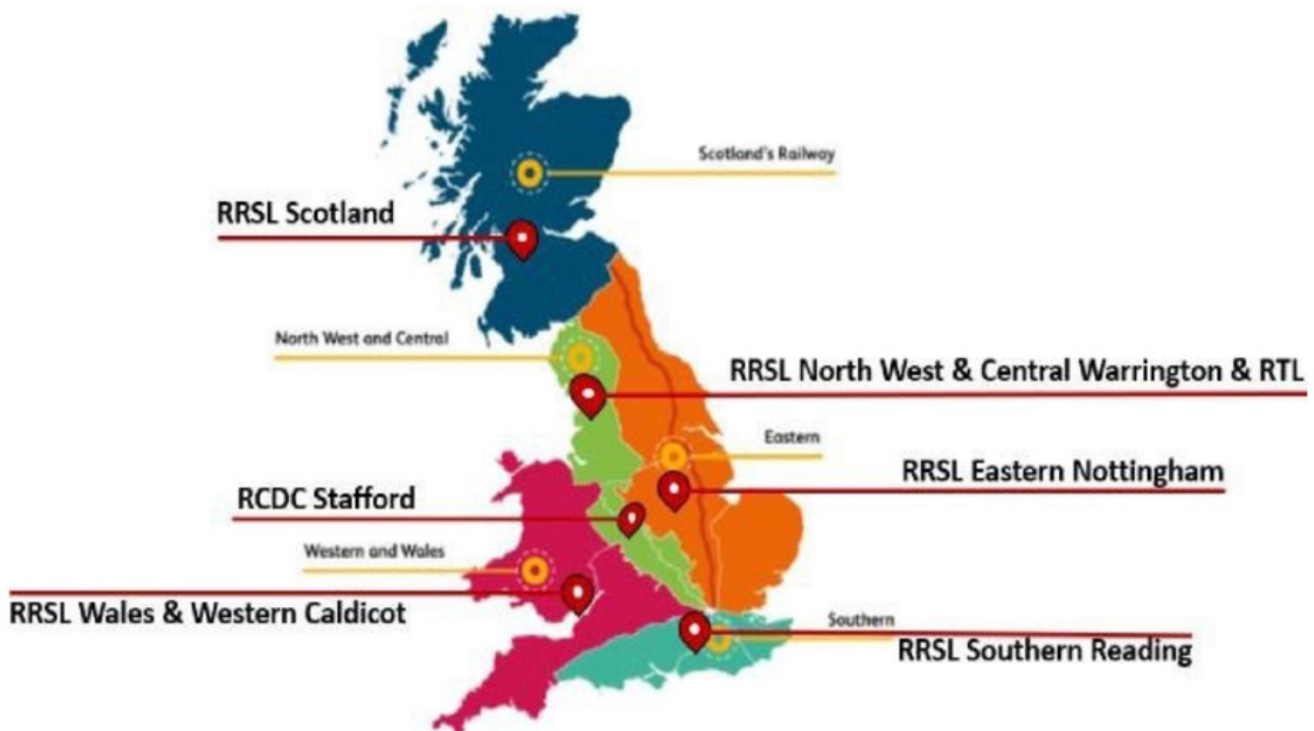 Scotland's Railway
RRSL Scotland
North West and Central
RRSL North West & Central Warrington & RTL
Eastern
RRSL Eastern Nottingham
RCDC Stafford
Western and Wales
RRSL Wales & Western Caldicot
Southern
RRSL Southern Reading